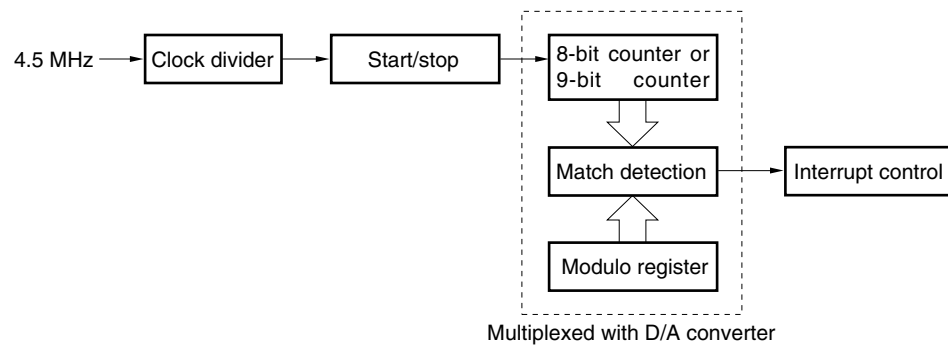 4.5 MHz
Clock divider
Start/stop
8-bit counter or
9-bit counter
Match detection
Interrupt control
Modulo register
Multiplexed with D/A converter